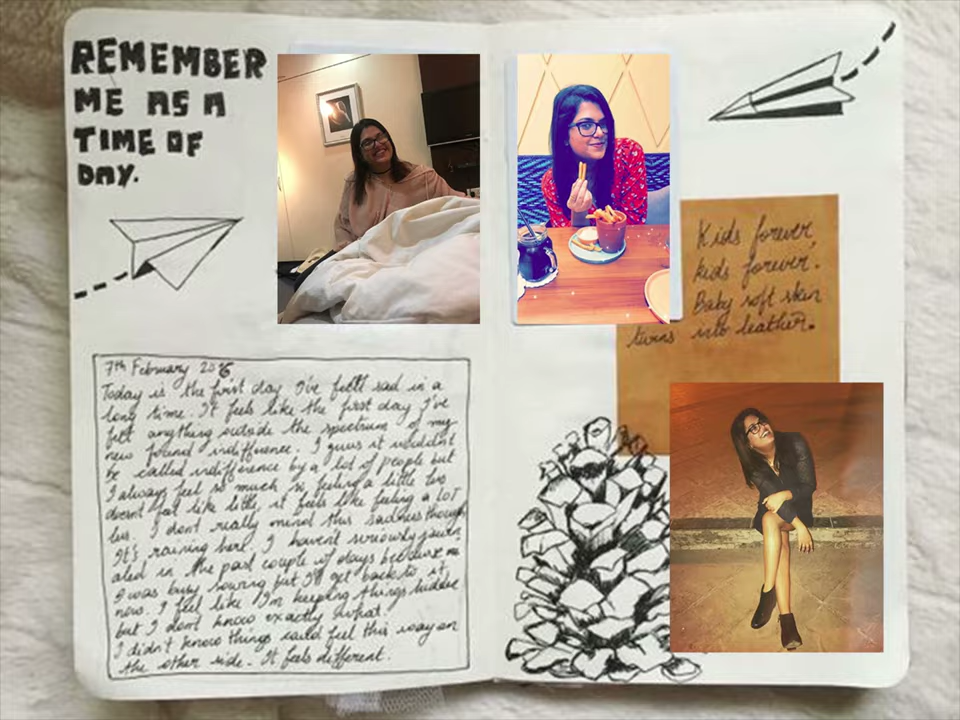 REMEMBER
ME AS A
TIME OF
DAY.
7th February
Today is the first day I've felt sad in a
long time. It feels like the first day I've
felt anything outside the spectrum of my
new found indifference. I guess it wouldn't
be called indifference by a lot of people but
I always feel so much so feeling a little
doesn't feel like little, it feels like feeling a LOT
less. I don't really mind this sadness though
It's raining here. I haven't seriously journ
aled in the past couple of days because
I was busy sowing but I'll get back to it
now. I feel like I'm keeping things hidden
but I don't know exactly what.
I didn't know things could feel this way on
the other side. It feels different.
Kids forever,
kids forever.
Baby soft skin
turns into leather.